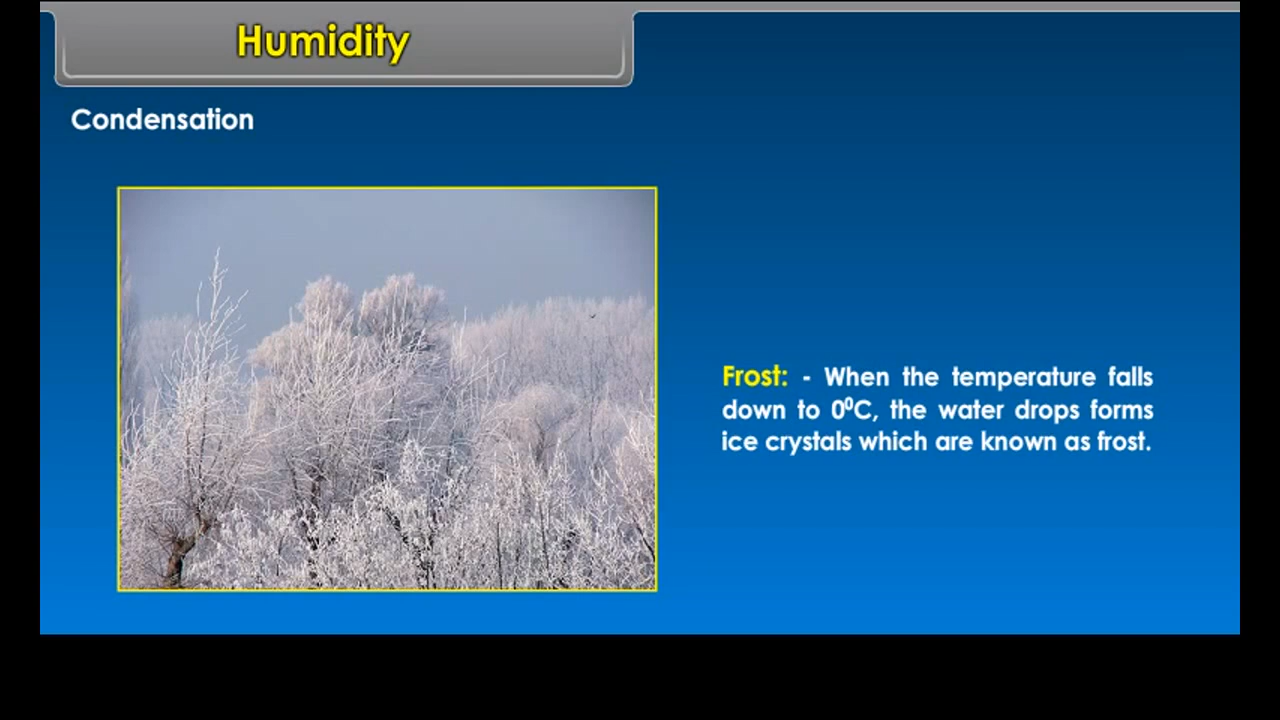 Humidity
Condensation
Frost: - When the temperature falls
down to 0⁰C, the water drops forms
ice crystals which are known as frost.